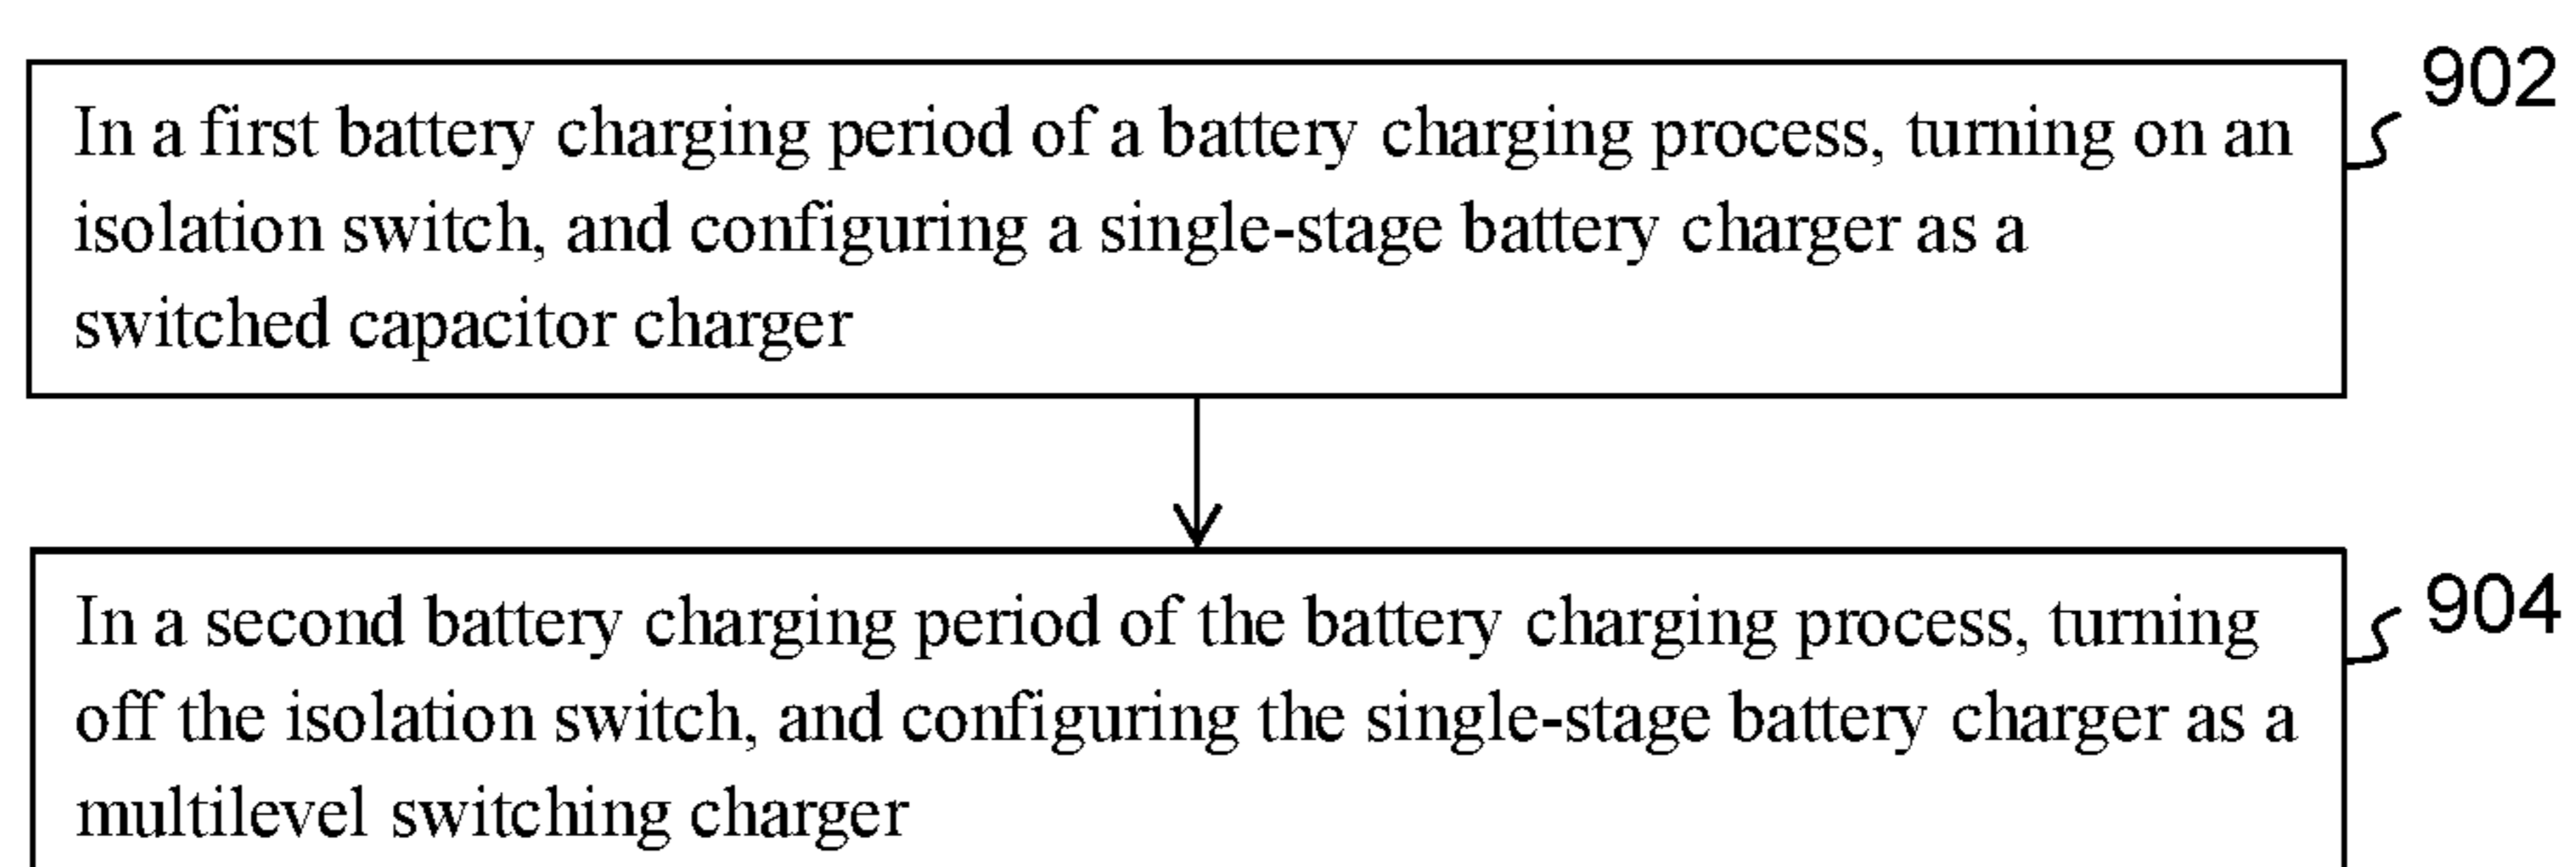 902
In a first battery charging period of a battery charging process, turning on an
isolation switch, and configuring a single-stage battery charger as a
switched capacitor charger
904
In a second battery charging period of the battery charging process, turning
off the isolation switch, and configuring the single-stage battery charger as a
multilevel switching charger